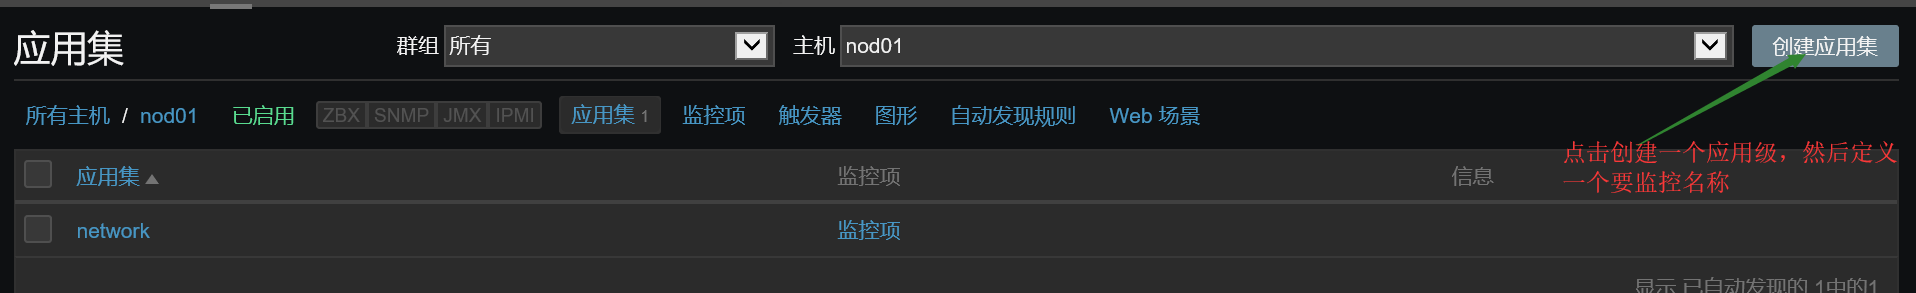 应用集 群组 所有 主机 nod01 创建应用集
所有主机 / nod01 已启用 ZBX SNMP JMX IPMI 应用集 1 监控项 触发器 图形 自动发现规则 Web 场景
点击创建一个应用级，然后定义
一个要监控名称
应用集 监控项 信息
network 监控项
显示 已自动发现的 1中的1